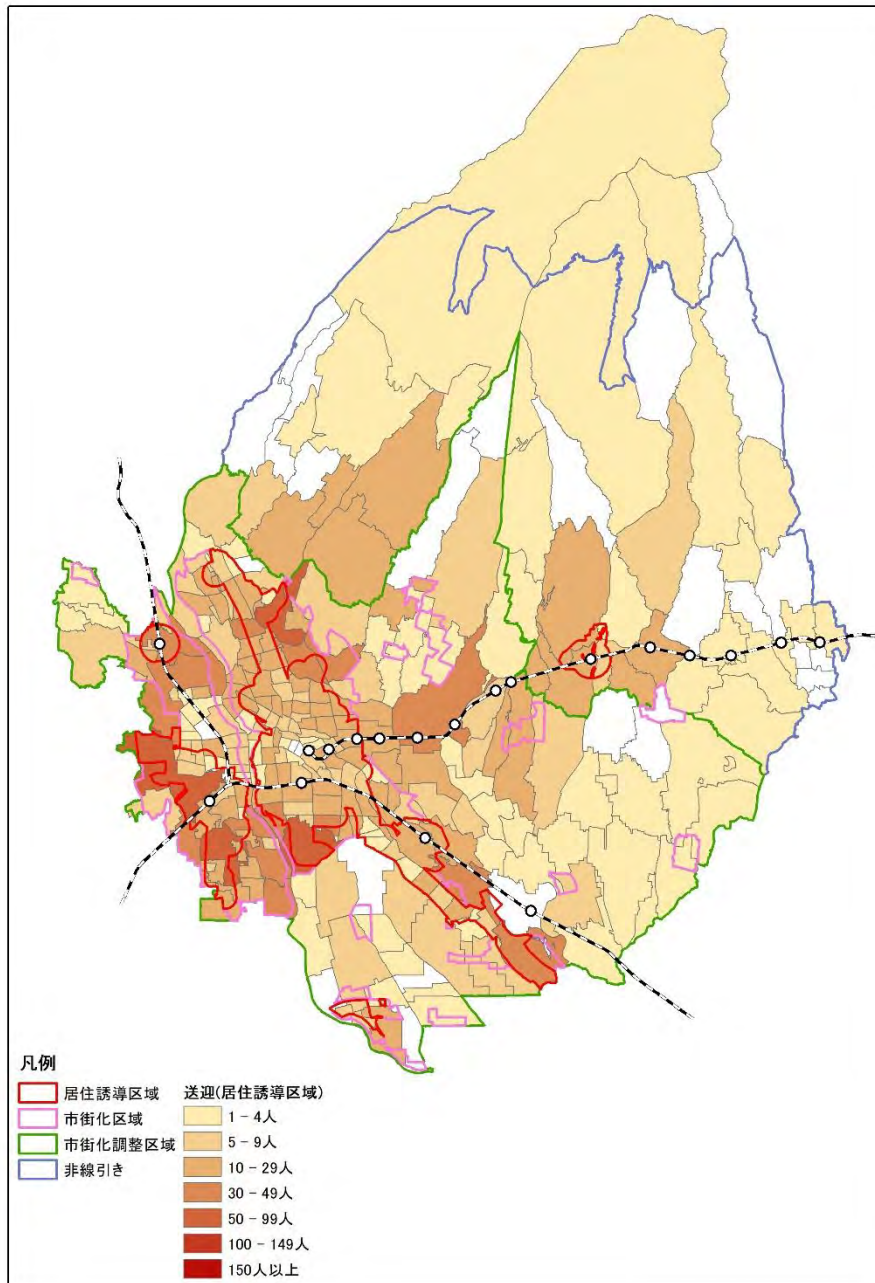 凡例
居住誘導区域
市街化区域
市街化調整区域
非線引き
送迎(居住誘導区域)
1 - 4人
5 - 9人
10 - 29人
30 - 49人
50 - 99人
100 - 149人
150人以上